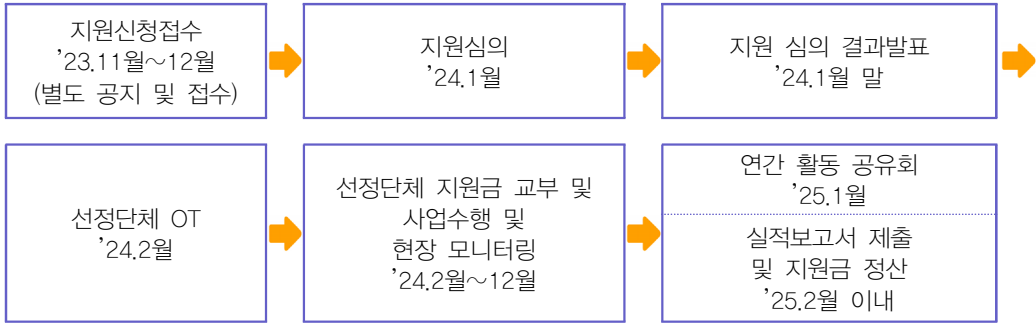 지원신청접수
’23.11월～12월
(별도 공지 및 접수)
지원심의
’24.1월
지원 심의 결과발표
’24.1월 말
선정단체 OT
’24.2월
선정단체 지원금 교부 및
사업수행 및
현장 모니터링
’24.2월～12월
연간 활동 공유회
’25.1월
실적보고서 제출
및 지원금 정산
’25.2월 이내